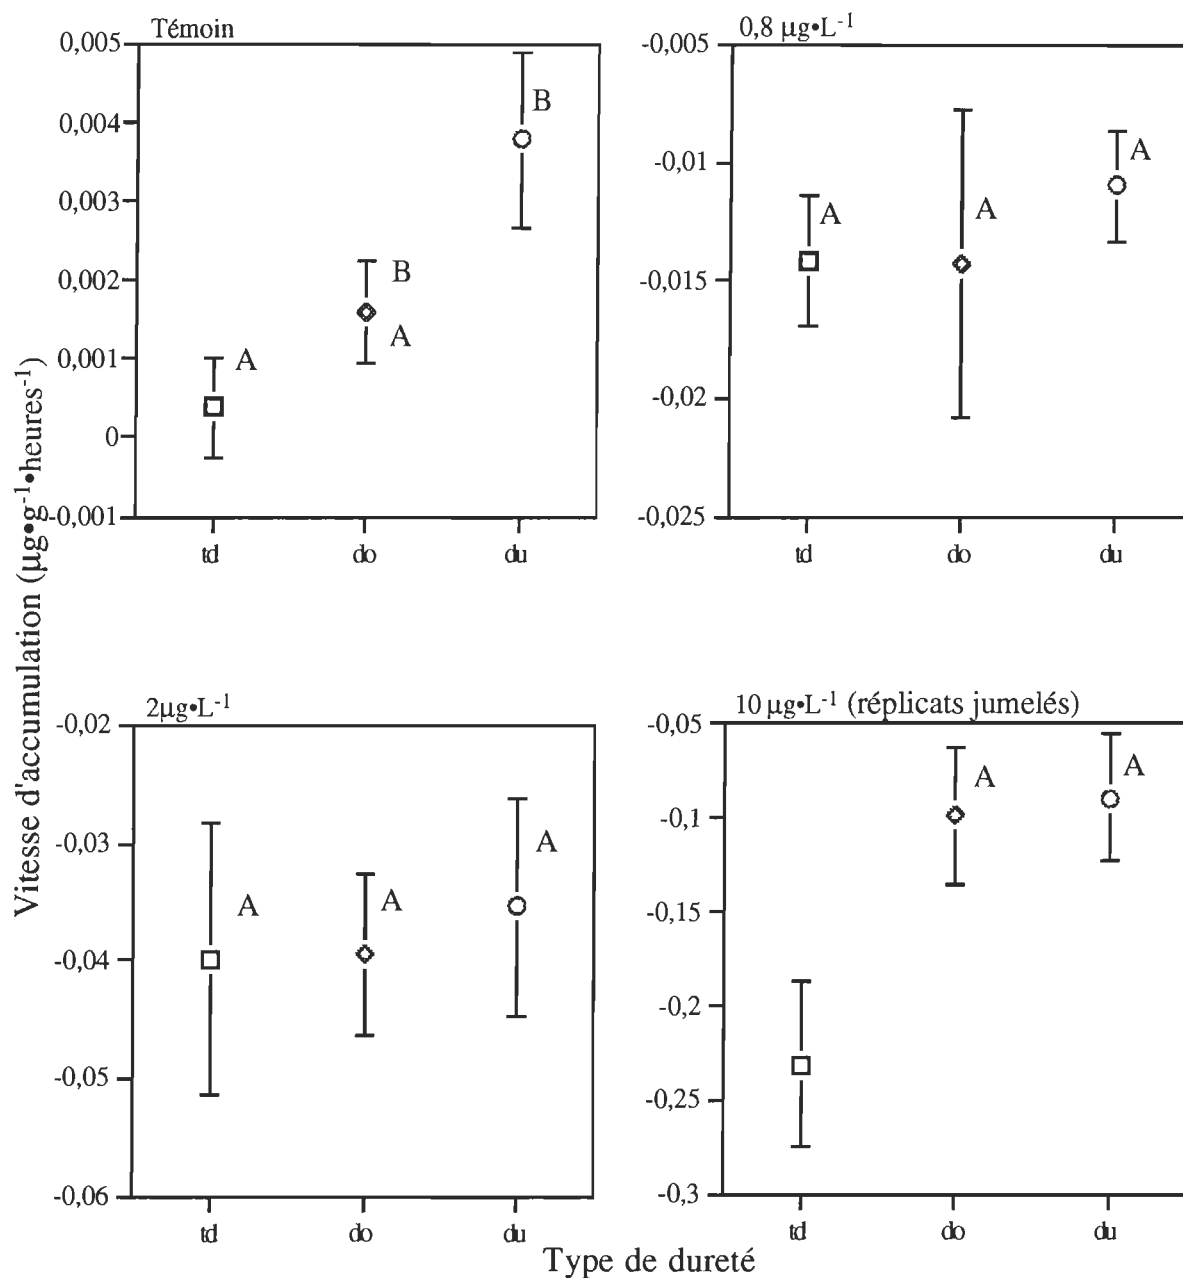 Témoin
0,005
0,004
0,003
0,002
0,001
0
-0,001
B
B
A
A
td
do
du
0,8 µg•L-1
-0,005
-0,01
-0,015
-0,02
-0,025
A
A
A
td
do
du
Vitesse d'accumulation (µg•g-1•heures-1)
2µg•L-1
-0,02
-0,03
-0,04
-0,05
-0,06
A
A
A
td
do
du
10 µg•L-1 (réplicats jumelés)
-0,05
-0,1
-0,15
-0,2
-0,25
-0,3
A
A
td
do
du
Type de dureté